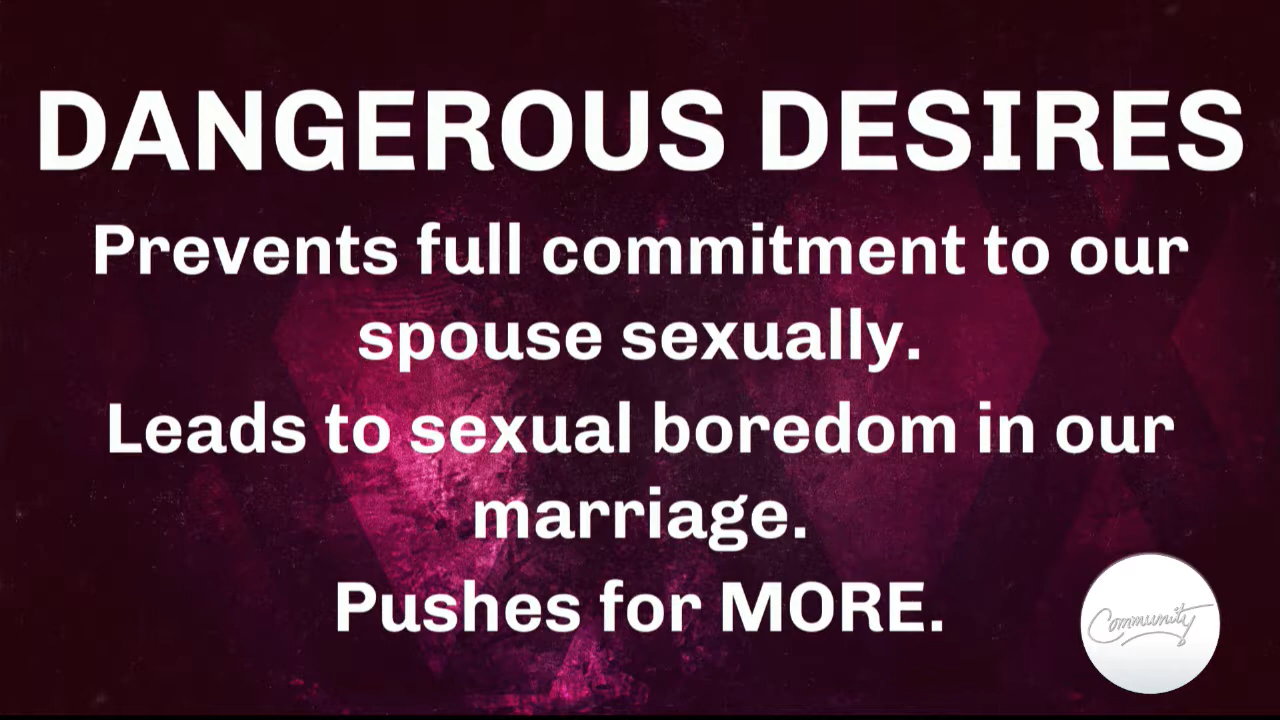 DANGEROUS DESIRES
Prevents full commitment to our
spouse sexually.
Leads to sexual boredom in our
marriage.
Pushes for MORE.
Community